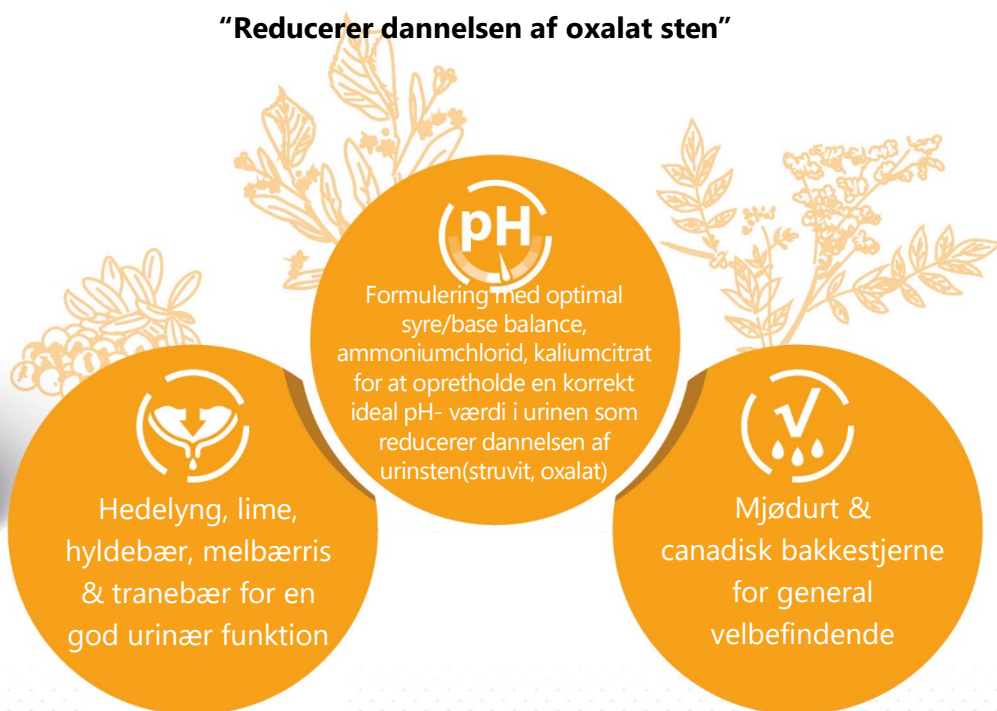 “Reducerer dannelsen af oxalat sten”
pH
Formulering med optimal
syre/base balance,
ammoniumchlorid, kaliumcitrat
for at opretholde en korrekt
ideal pH- værdi i urinen som
reducerer dannelsen af
urinsten(struvit, oxalat)
Hedelyng, lime,
hyldebær, melbærris
& tranebær for en
god urinær funktion
Mjødurt &
canadisk bakkestjerne
for general
velbefindende